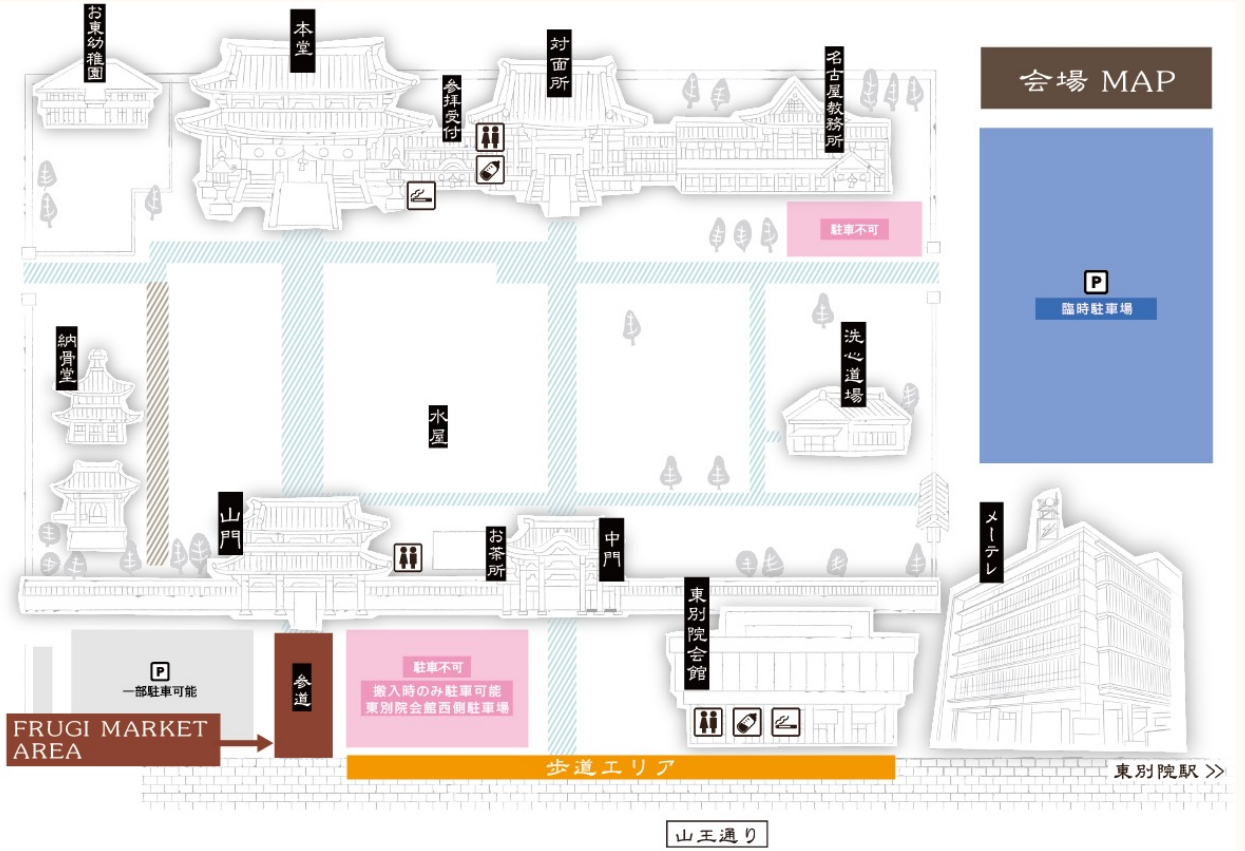 お東幼稚園
本堂
参拝受付
対面所
名古屋教務所
会場 MAP
駐車不可
P
臨時駐車場
納骨堂
水屋
洗心道場
山門
お茶所
中門
メーテレ
東別院会館
P
一部駐車可能
参道
駐車不可
搬入時のみ駐車可能
東別院会館西側駐車場
FRUGI MARKET
AREA
歩道エリア
東別院駅 >>
山王通り